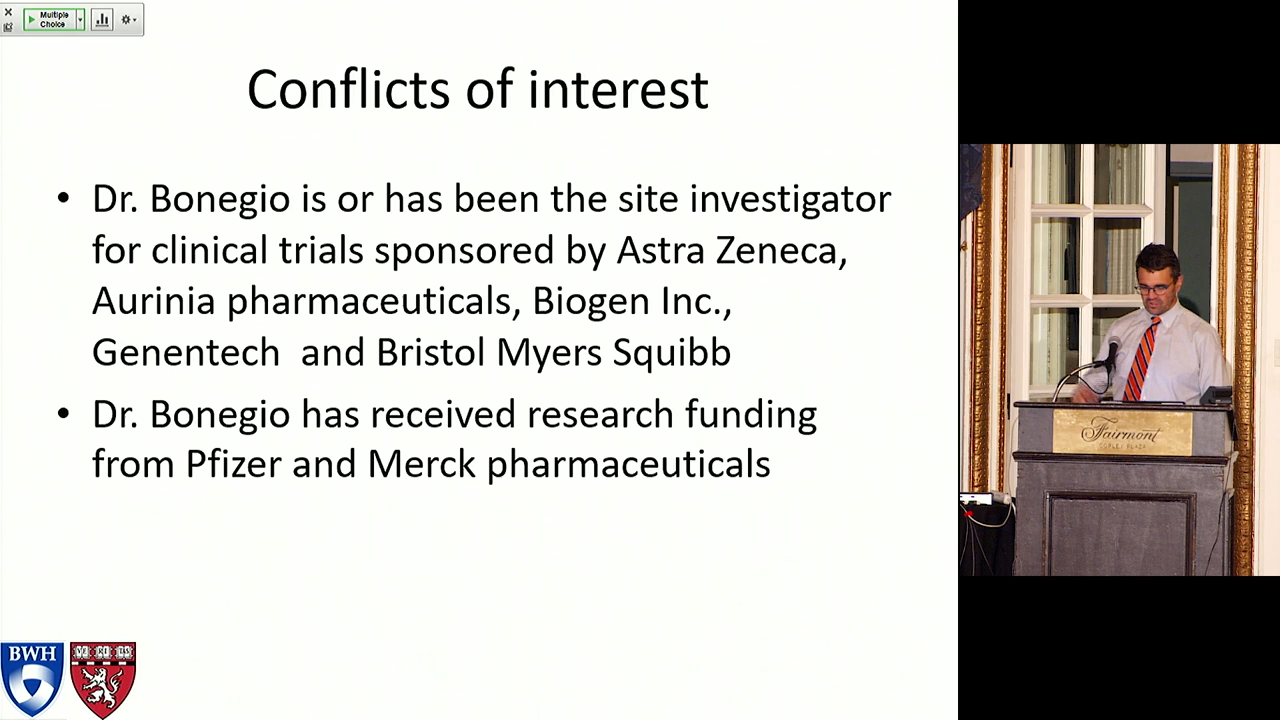 Multiple
Choice
Conflicts of interest
• Dr. Bonegio is or has been the site investigator
for clinical trials sponsored by Astra Zeneca,
Aurinia pharmaceuticals, Biogen Inc.,
Genentech and Bristol Myers Squibb
• Dr. Bonegio has received research funding
from Pfizer and Merck pharmaceuticals
BWH
Fairmont
COPLEY PLAZA